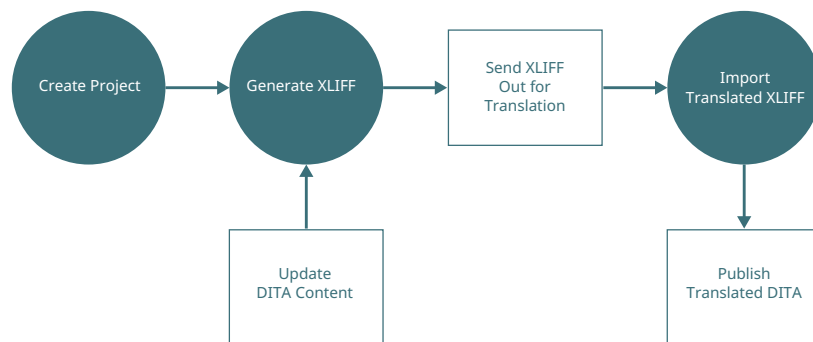 Create Project
Generate XLIFF
Send XLIFF
Out for
Translation
Import
Translated XLIFF
Update
DITA Content
Publish
Translated DITA